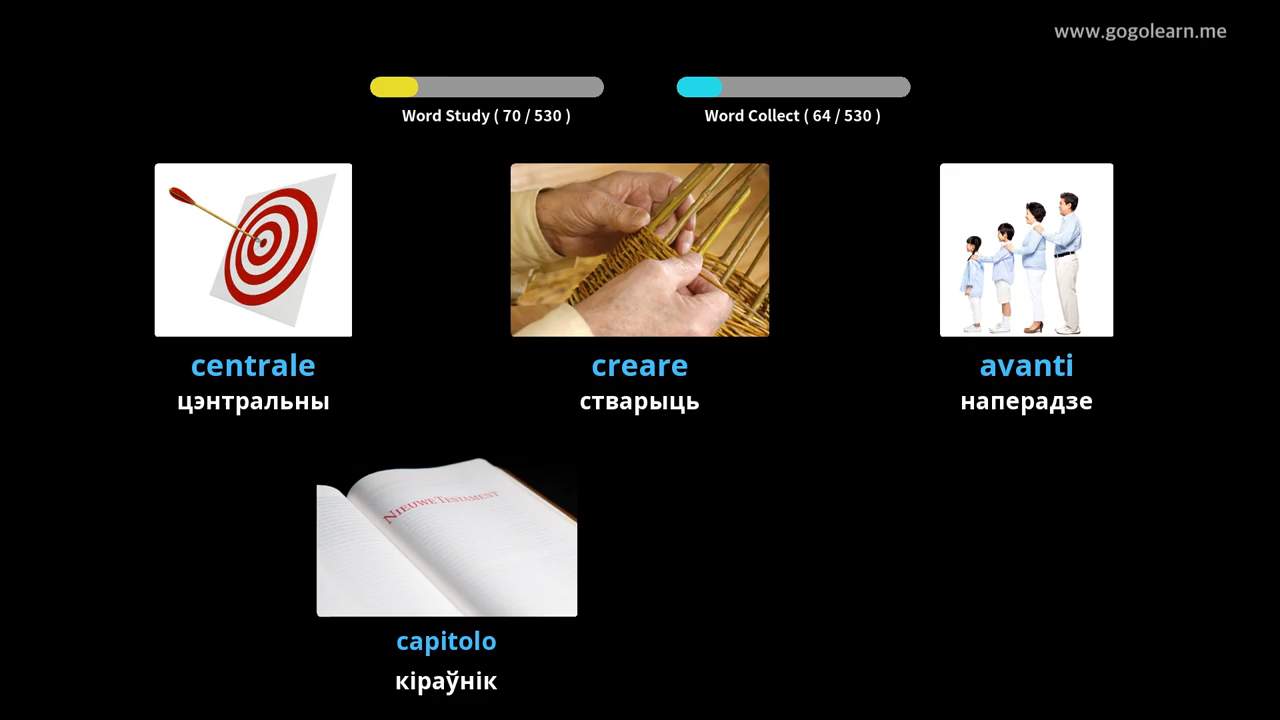 www.gogolearn.me
Word Study ( 70 / 530 )
Word Collect ( 64 / 530 )
centrale
цэнтральны
creare
стварыць
avanti
наперадзе
NIEUWE TESTAMENT
capitolo
кіраўнік